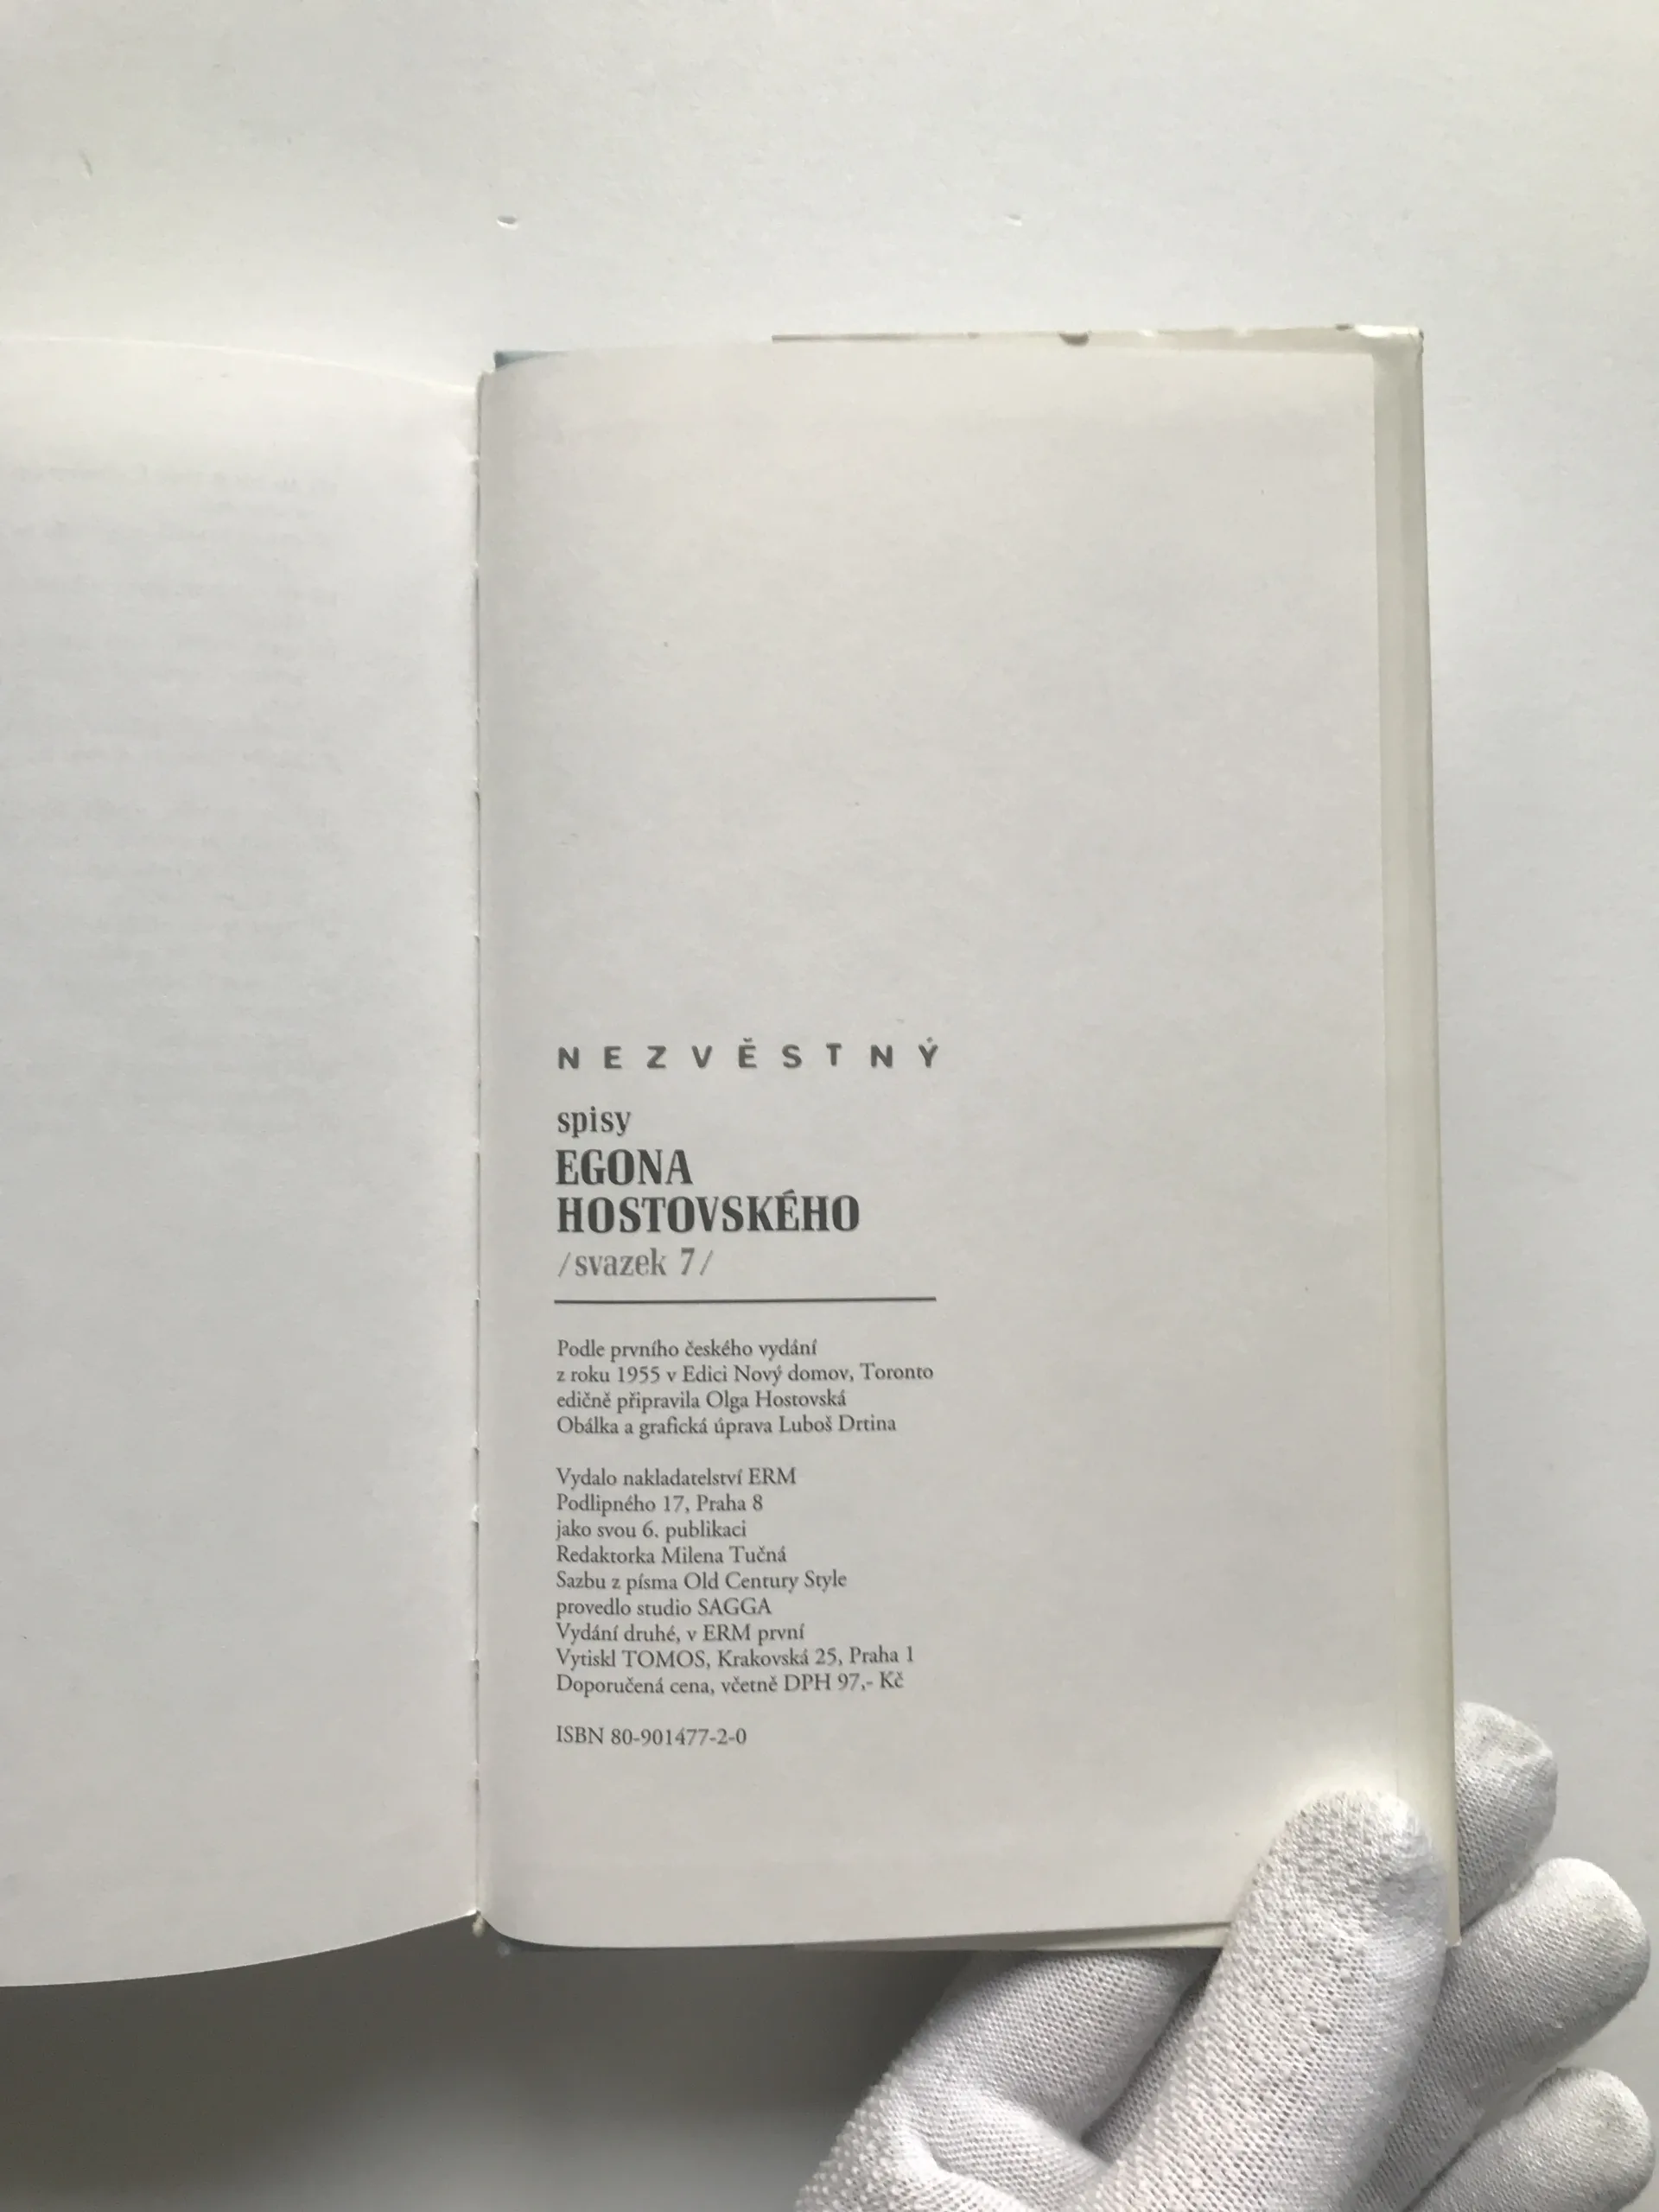 NEZVĚSTNÝ
spisy
EGONA
HOSTOVSKÉHO
/svazek 7/
Podle prvního českého vydání
z roku 1955 v Edici Nový domov, Toronto
edičně připravila Olga Hostovská
Obálka a grafická úprava Luboš Drtina
Vydalo nakladatelství ERM
Podlipného 17, Praha 8
jako svou 6. publikaci
Redaktorka Milena Tučná
Sazbu z písma Old Century Style
provedlo studio SAGGA
Vydání druhé, v ERM první
Vytiskl TOMOS, Krakovská 25, Praha 1
Doporučená cena, včetně DPH 97,- Kč
ISBN 80-901477-2-0